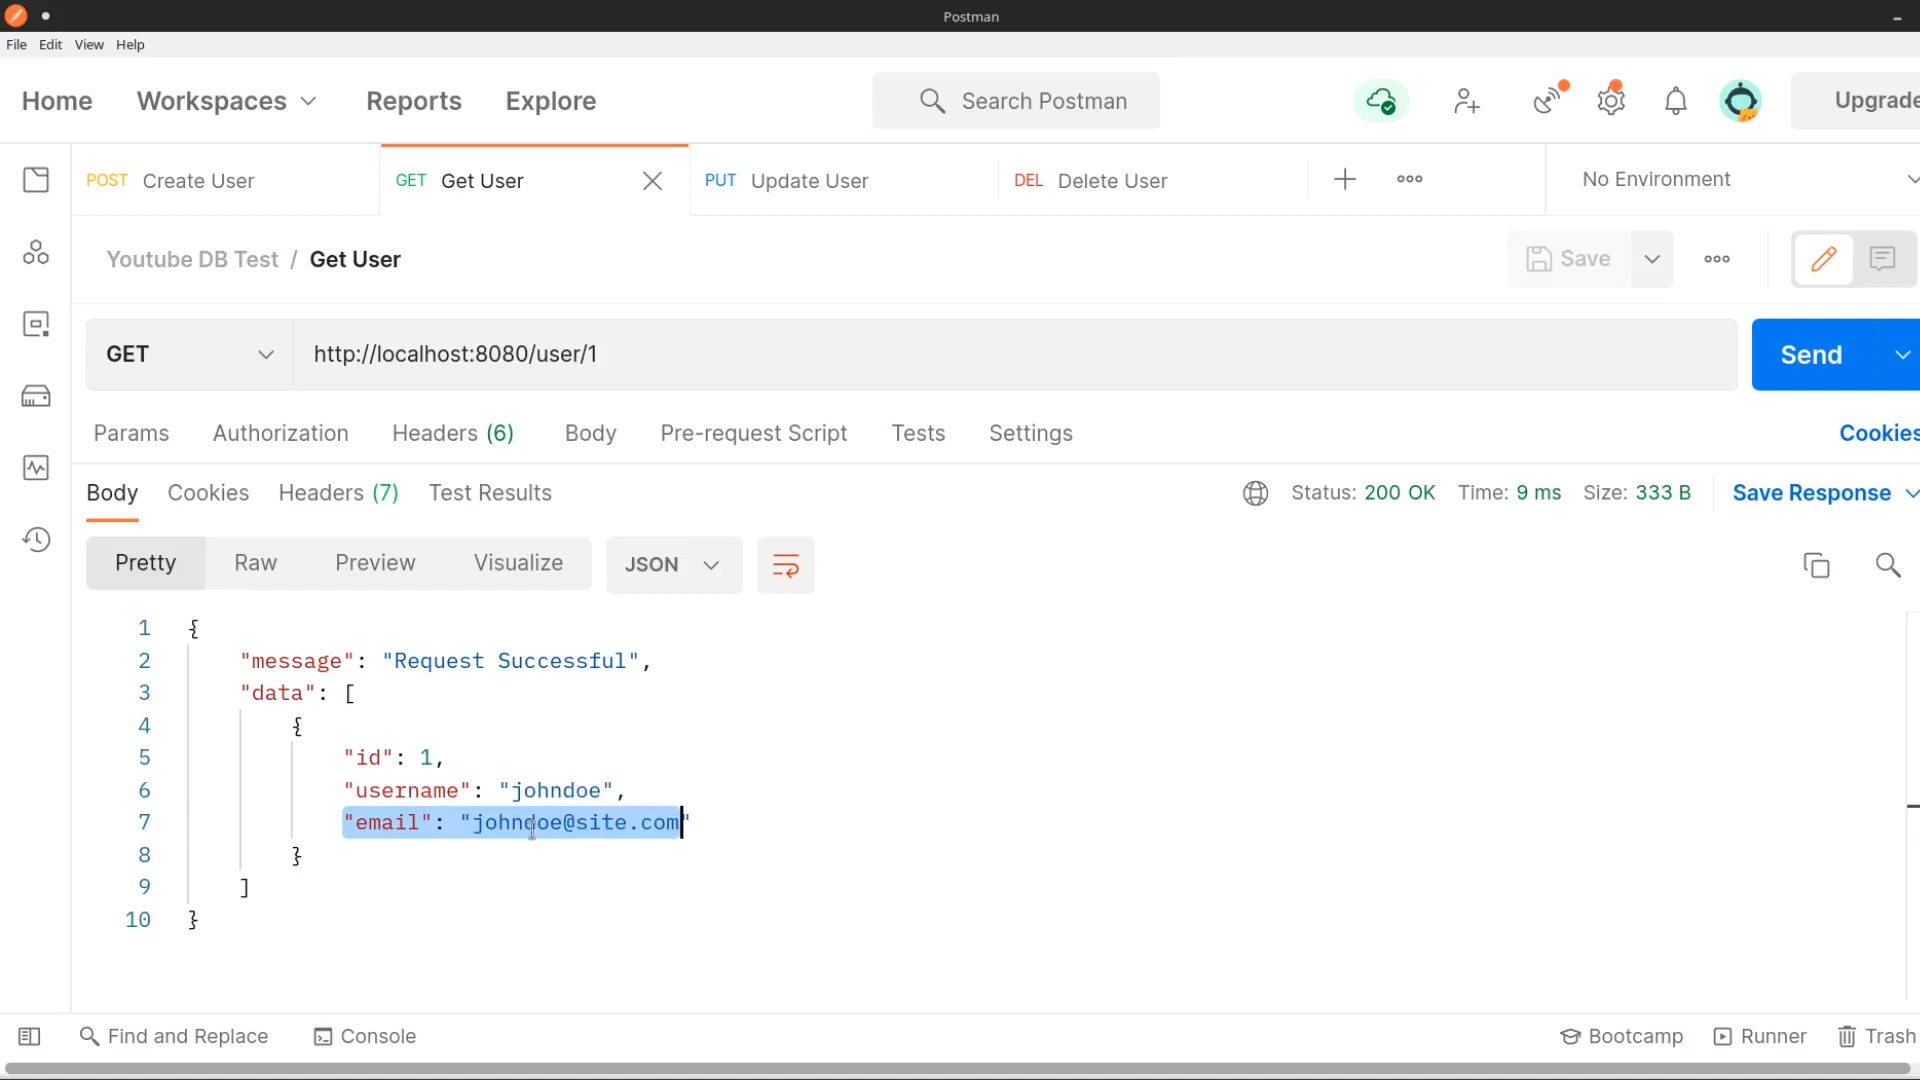 Postman
File Edit View Help
Home Workspaces Reports Explore Search Postman Upgrade
POST Create User GET Get User PUT Update User DEL Delete User No Environment
Youtube DB Test / Get User Save
GET http://localhost:8080/user/1 Send
Params Authorization Headers (6) Body Pre-request Script Tests Settings Cookies
Body Cookies Headers (7) Test Results Status: 200 OK Time: 9 ms Size: 333 B Save Response
Pretty Raw Preview Visualize JSON
1 {
2 "message": "Request Successful",
3 "data": [
4 {
5 "id": 1,
6 "username": "johndoe",
7 "email": "johndoe@site.com"
8 }
9 ]
10 }
Find and Replace Console Bootcamp Runner Trash